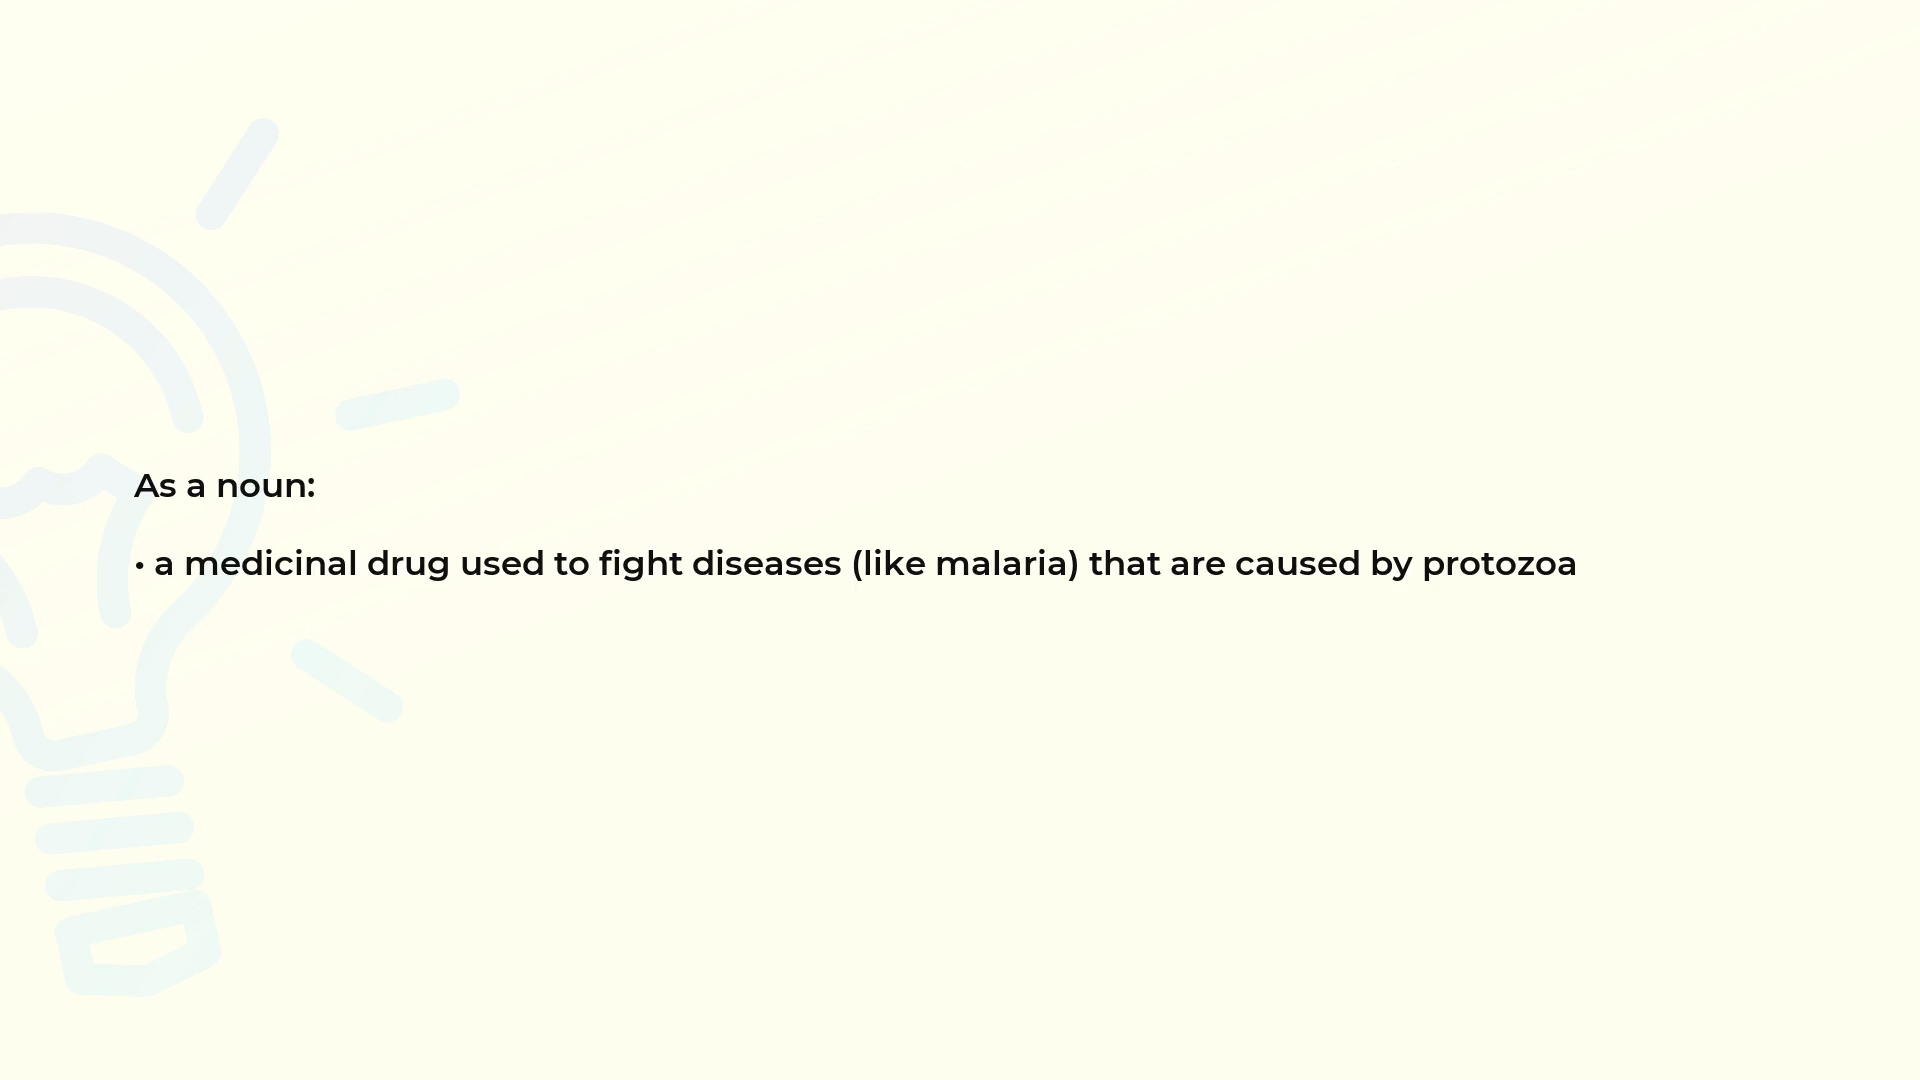 As a noun:
• a medicinal drug used to fight diseases (like malaria) that are caused by protozoa